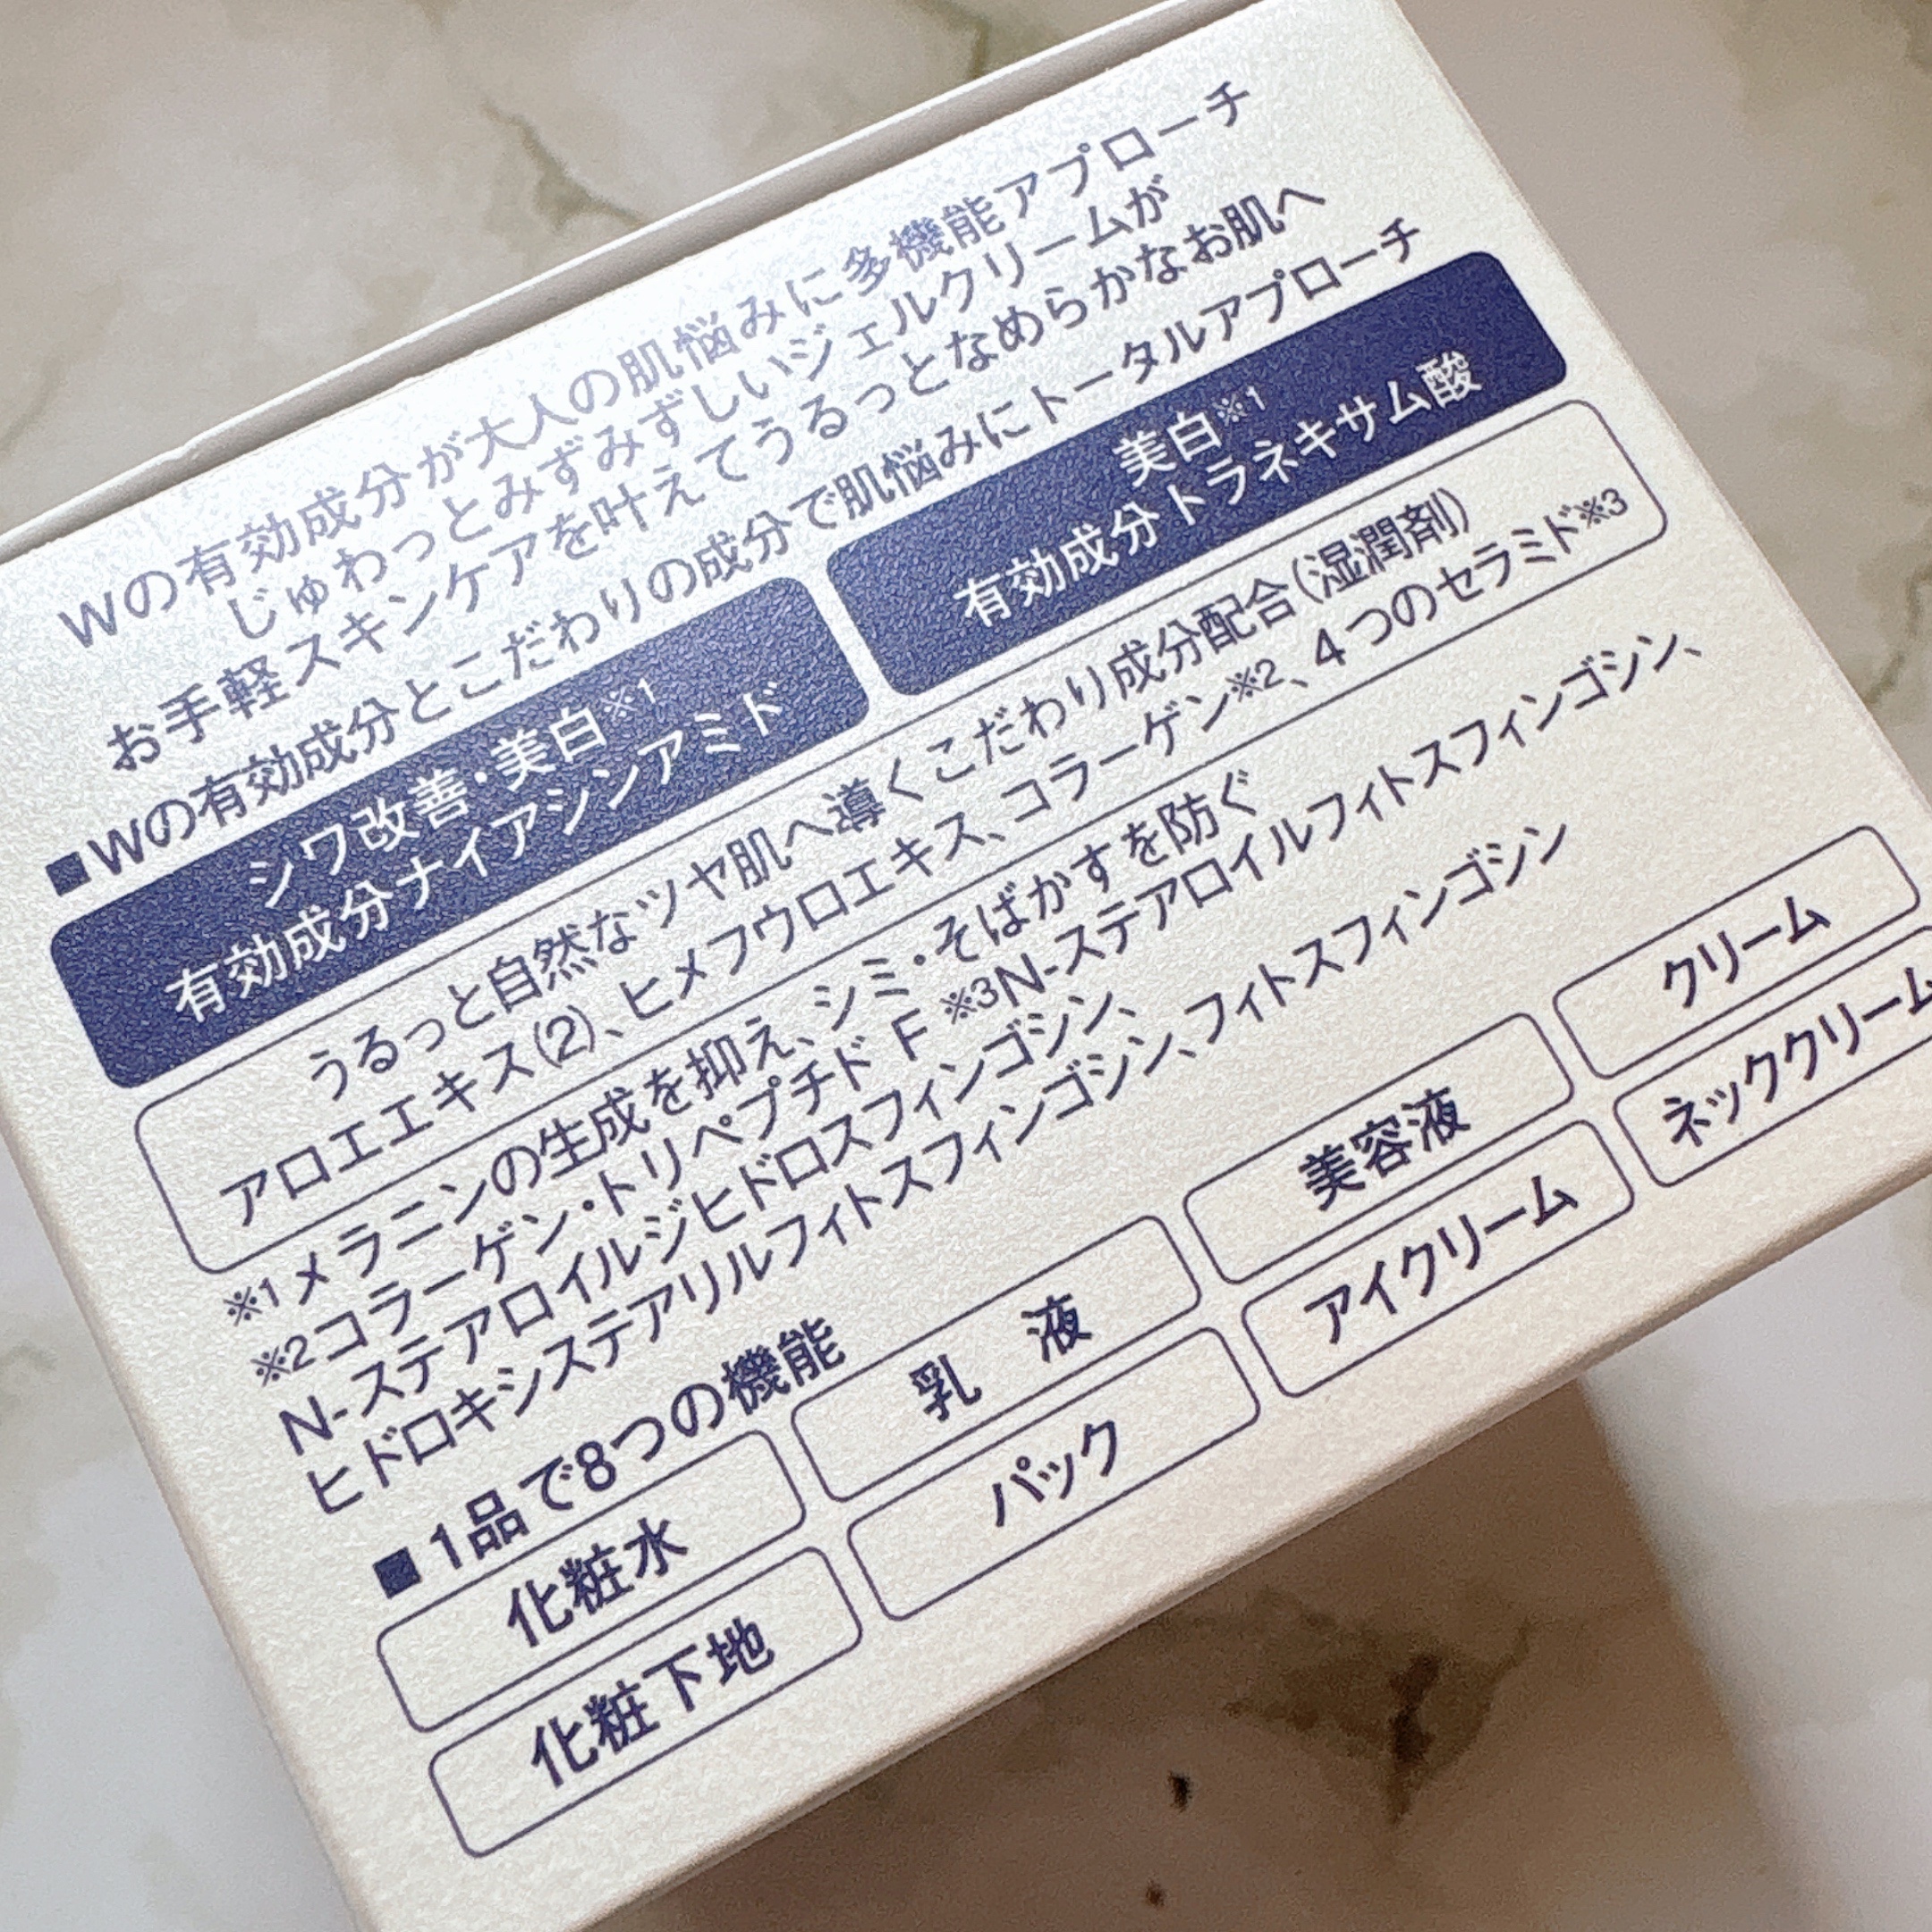 Wの有効成分が大人の肌悩みに多機能アプローチ
じゅわっとみずみずしいジェルクリームが
お手軽スキンケアを叶えてうるっとなめらかなお肌へ
■Wの有効成分とこだわりの成分で肌悩みにトータルアプローチ
シワ改善・美白※1
有効成分ナイアシンアミド
美白※1
有効成分トラネキサム酸
うるっと自然なツヤ肌へ導くこだわり成分配合(湿潤剤)
アロエエキス(2)、ヒメフウロエキス、コラーゲン※2、4つのセラミド※3
※1メラニンの生成を抑え、シミ・そばかすを防ぐ
※2コラーゲン・トリペプチド F ※3N-ステアロイルフィトスフィンゴシン、
N-ステアロイルジヒドロスフィンゴシン、
ヒドロキシステアリルフィトスフィンゴシン、フィトスフィンゴシン
■1品で8つの機能
化粧水 乳 液 美容液 クリーム
化粧下地 パック アイクリーム ネッククリーム